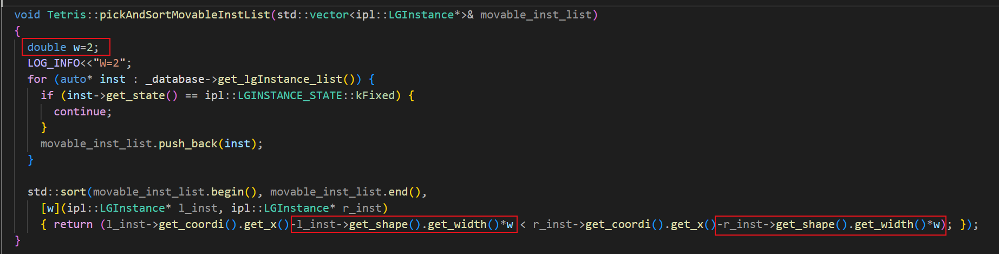 void Tetris::pickAndSortMovableInstList(std::vector<ipl::LGInstance*>& movable_inst_list)
{
  double w=2;
  LOG_INFO<<"W=2";
  for (auto* inst : _database->get_lgInstance_list()) {
    if (inst->get_state() == ipl::LGINSTANCE_STATE::kFixed) {
      continue;
    }
    movable_inst_list.push_back(inst);
  }

  std::sort(movable_inst_list.begin(), movable_inst_list.end(),
    [w](ipl::LGInstance* l_inst, ipl::LGInstance* r_inst)
    { return (l_inst->get_coordi().get_x()-l_inst->get_shape().get_width()*w < r_inst->get_coordi().get_x()-r_inst->get_shape().get_width()*w); });
}